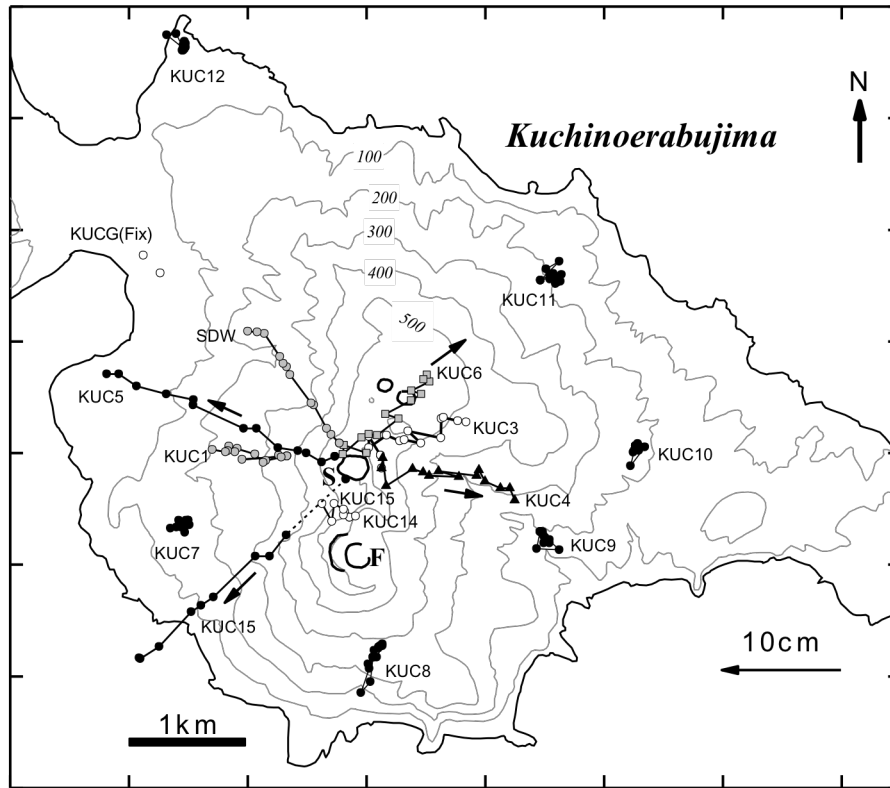 KUC12
N
Kuchinoerabujima
100
200
300
400
500
KUCG(Fix)
KUC11
SDW
KUC6
KUC5
KUC3
KUC1
KUC10
S
KUC15
KUC4
KUC14
KUC7
KUC9
F
KUC15
10cm
KUC8
1km